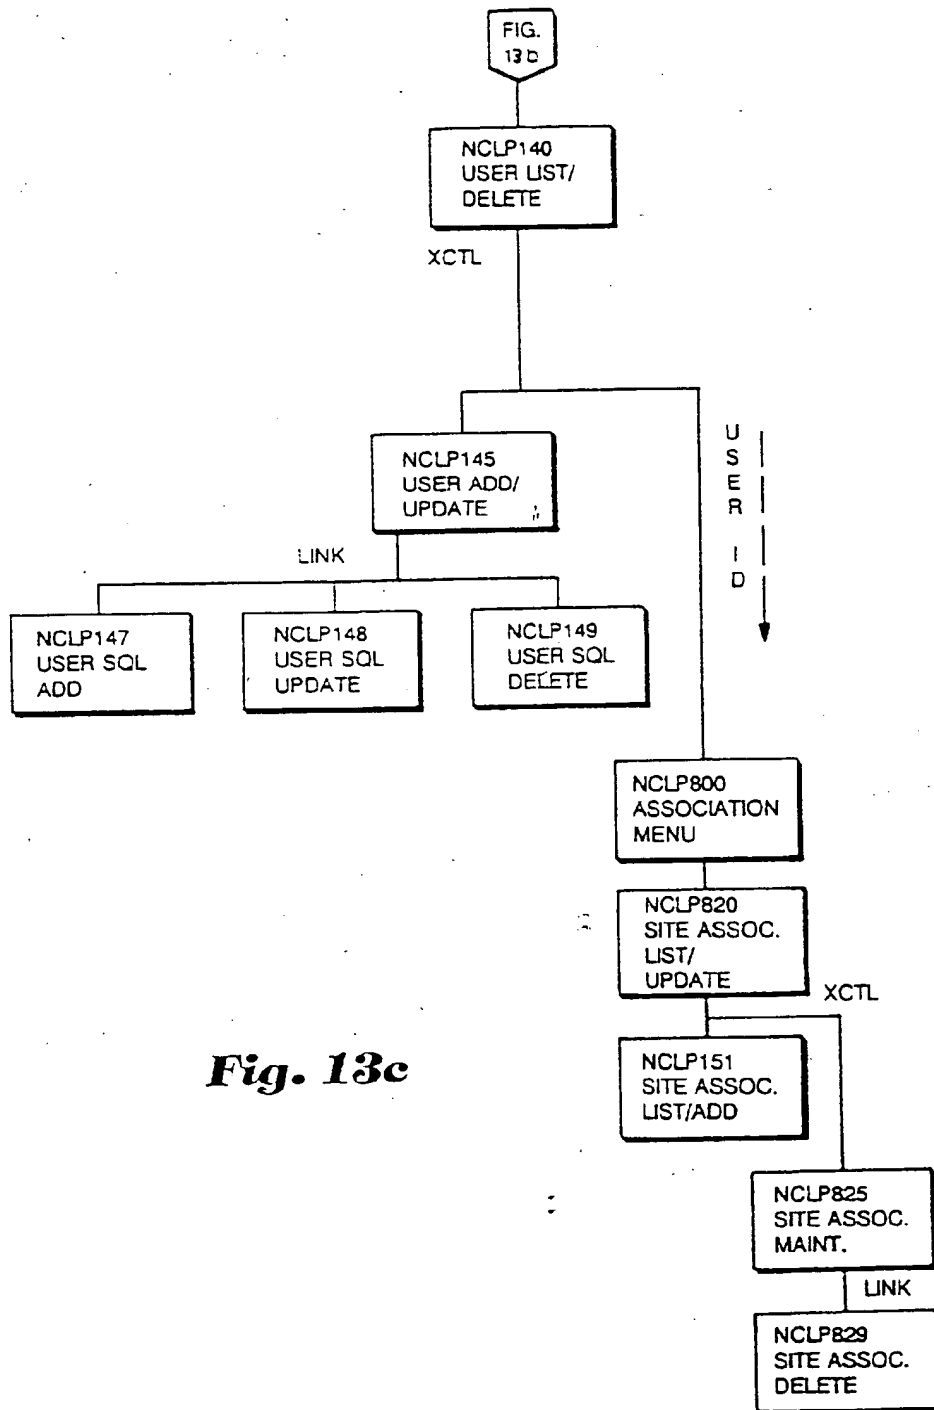 FIG.
13b
NCLP140
USER LIST/
DELETE
XCTL
NCLP145
USER ADD/
UPDATE
USER ID
LINK
NCLP147
USER SQL
ADD
NCLP148
USER SQL
UPDATE
NCLP149
USER SQL
DELETE
NCLP800
ASSOCIATION
MENU
NCLP820
SITE ASSOC.
LIST/
UPDATE
XCTL
NCLP151
SITE ASSOC.
LIST/ADD
Fig. 13c
NCLP825
SITE ASSOC.
MAINT.
LINK
NCLP829
SITE ASSOC.
DELETE